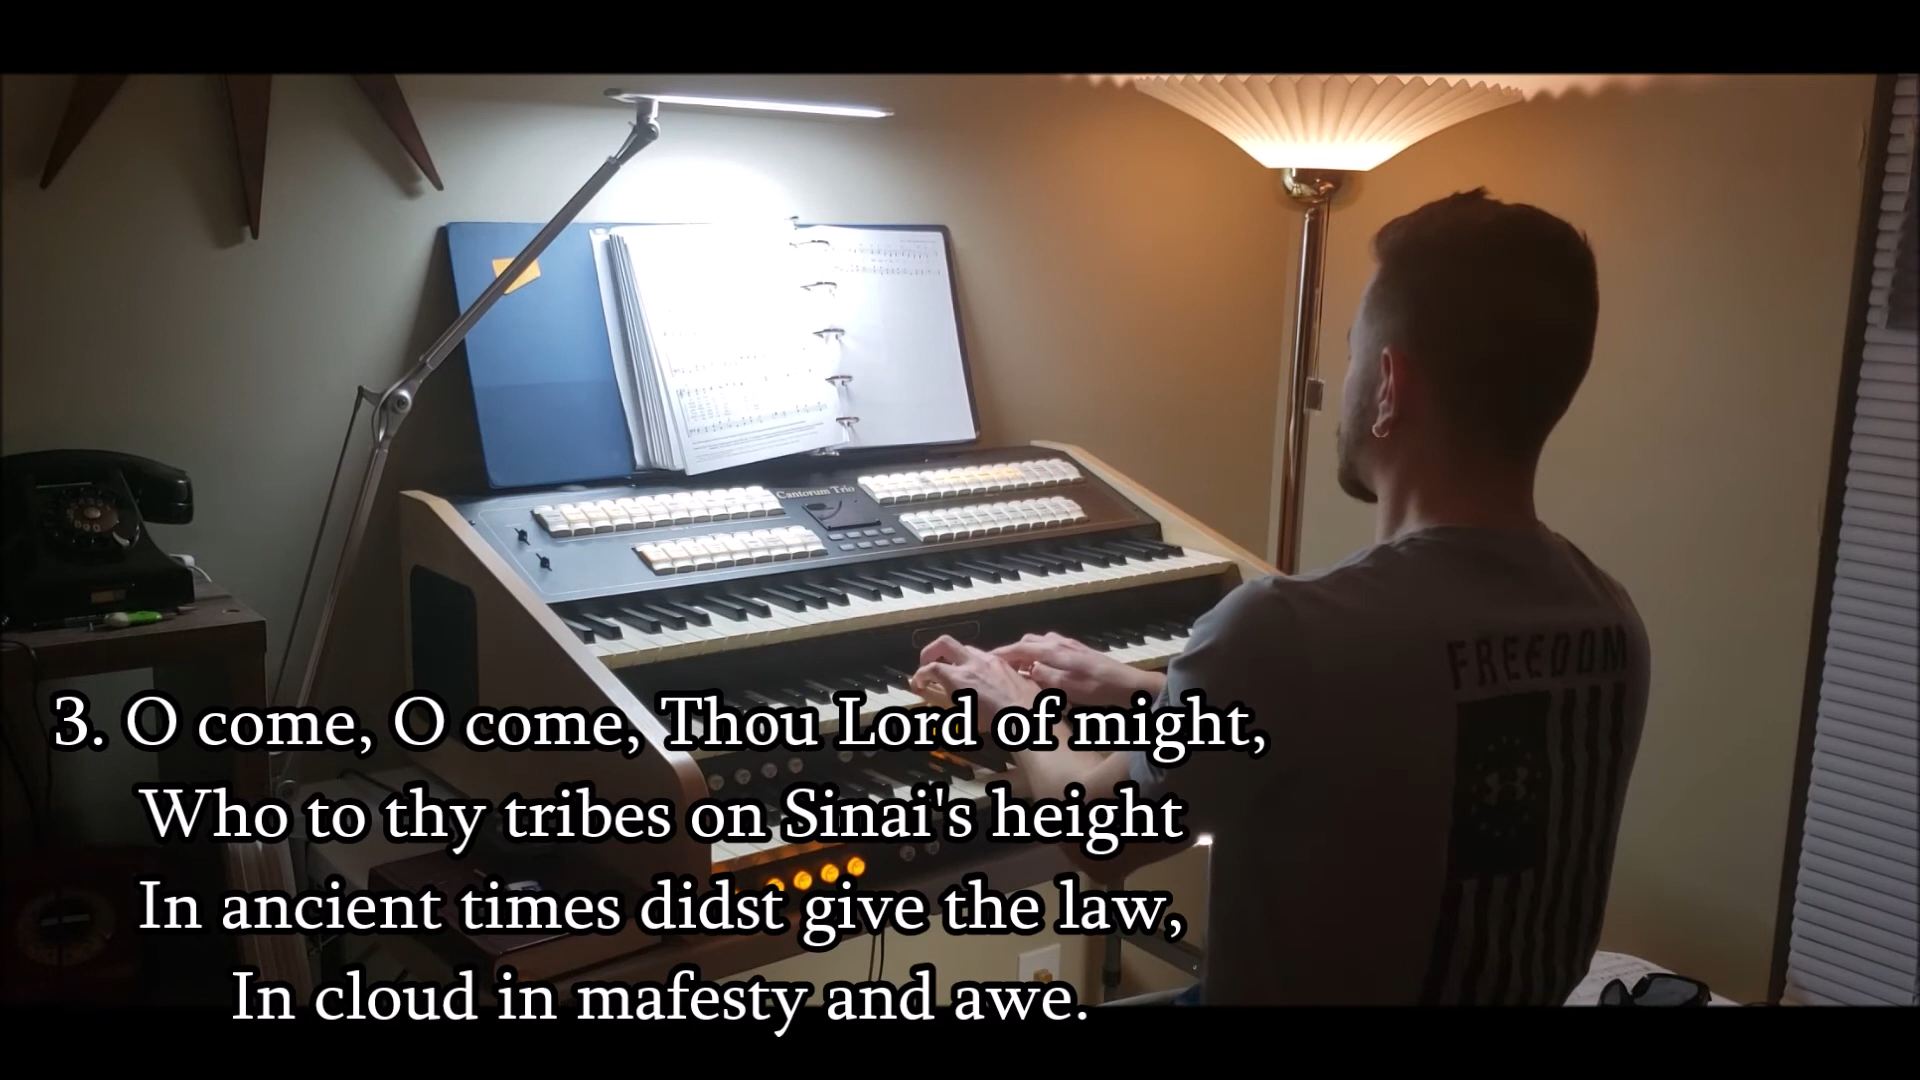 Cantorum Trio
FREEDOM
3. O come, O come, Thou Lord of might,
Who to thy tribes on Sinai's height
In ancient times didst give the law,
In cloud in mafesty and awe.